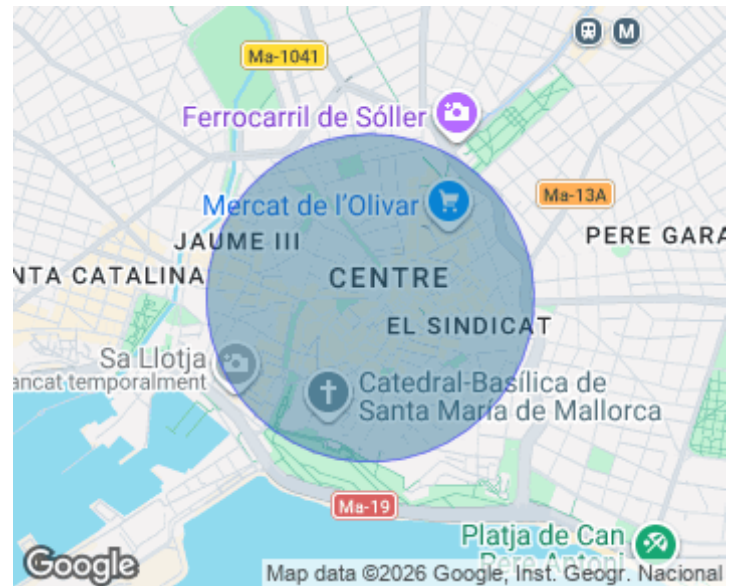 M
Ma-1041
Ferrocarril de Sóller
Mercat de l'Olivar
Ma-13A
JAUME III
PERE GARA
NTA CATALINA
CENTRE
EL SINDICAT
Sa Llotja
ancat temporalment
Catedral-Basílica de
Santa María de Mallorca
Ma-19
Platja de Can
Pere Antoni
Google
Map data ©2026 Google, Inst. Geogr. Nacional